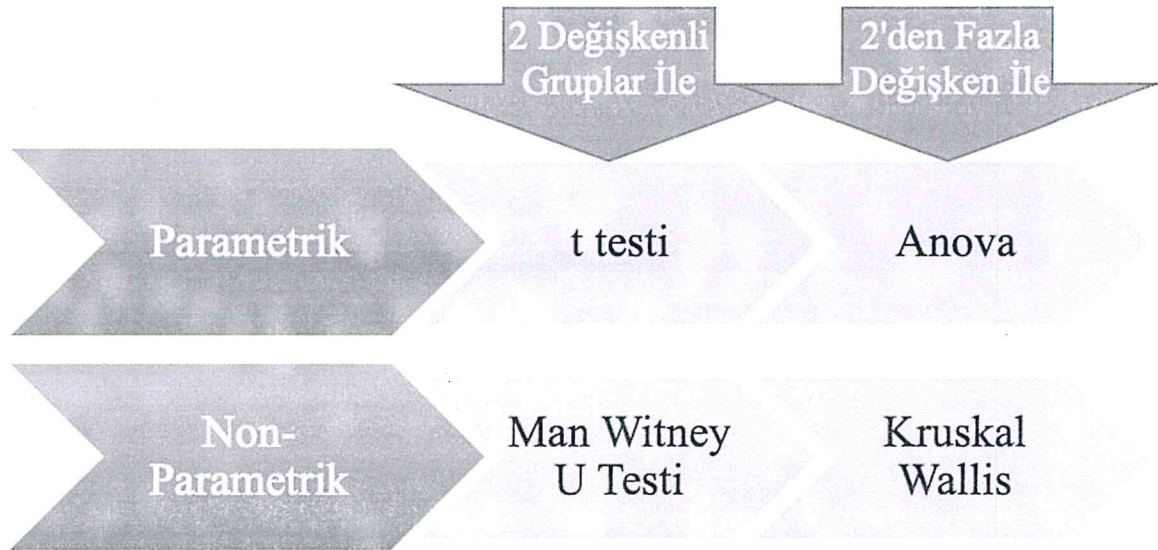 2 Değişkenli
Gruplar İle
2'den Fazla
Değişken İle
Parametrik
t testi
Anova
Non-
Parametrik
Man Witney
U Testi
Kruskal
Wallis